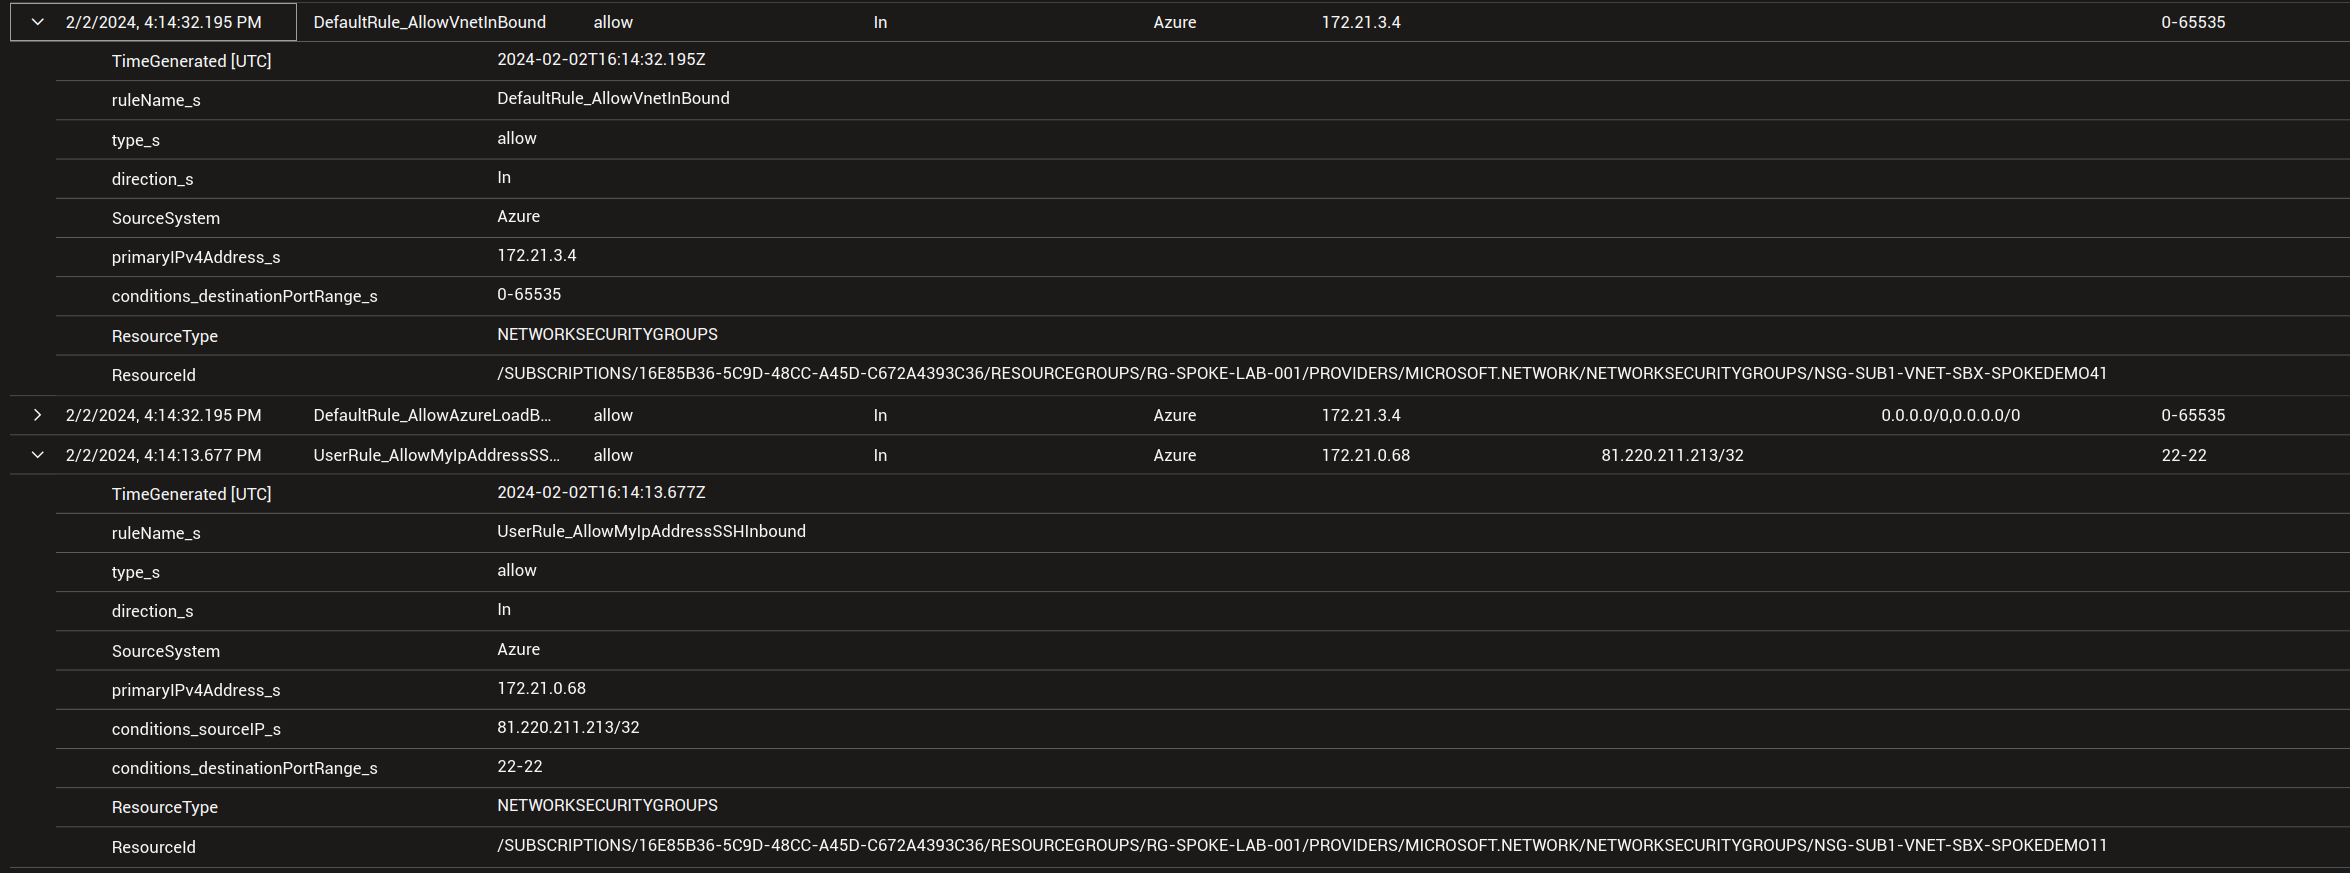 2/2/2024, 4:14:32.195 PM DefaultRule_AllowVnetInBound allow In Azure 172.21.3.4 0-65535
TimeGenerated [UTC] 2024-02-02T16:14:32.195Z
ruleName_s DefaultRule_AllowVnetInBound
type_s allow
direction_s In
SourceSystem Azure
primaryIPv4Address_s 172.21.3.4
conditions_destinationPortRange_s 0-65535
ResourceType NETWORKSECURITYGROUPS
ResourceId /SUBSCRIPTIONS/16E85B36-5C9D-48CC-A45D-C672A4393C36/RESOURCEGROUPS/RG-SPOKE-LAB-001/PROVIDERS/MICROSOFT.NETWORK/NETWORKSECURITYGROUPS/NSG-SUB1-VNET-SBX-SPOKEDEMO41
2/2/2024, 4:14:32.195 PM DefaultRule_AllowAzureLoadB... allow In Azure 172.21.3.4 0.0.0.0/0,0.0.0.0/0 0-65535
2/2/2024, 4:14:13.677 PM UserRule_AllowMyIpAddressSS... allow In Azure 172.21.0.68 81.220.211.213/32 22-22
TimeGenerated [UTC] 2024-02-02T16:14:13.677Z
ruleName_s UserRule_AllowMyIpAddressSSHInbound
type_s allow
direction_s In
SourceSystem Azure
primaryIPv4Address_s 172.21.0.68
conditions_sourceIP_s 81.220.211.213/32
conditions_destinationPortRange_s 22-22
ResourceType NETWORKSECURITYGROUPS
ResourceId /SUBSCRIPTIONS/16E85B36-5C9D-48CC-A45D-C672A4393C36/RESOURCEGROUPS/RG-SPOKE-LAB-001/PROVIDERS/MICROSOFT.NETWORK/NETWORKSECURITYGROUPS/NSG-SUB1-VNET-SBX-SPOKEDEMO11